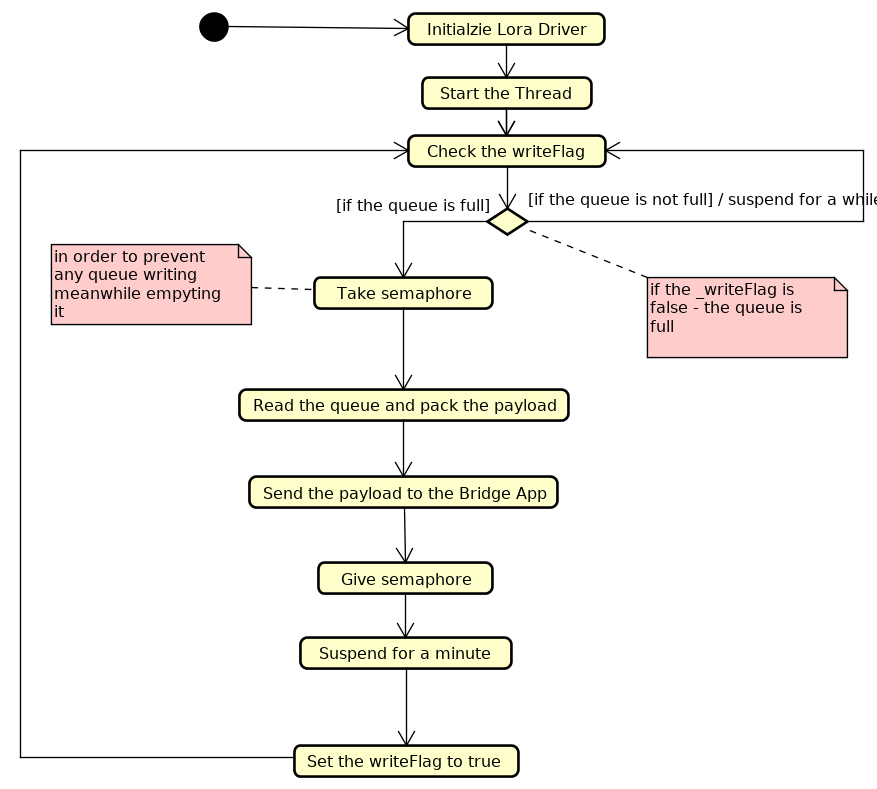 Initialzie Lora Driver
Start the Thread
Check the writeFlag
[if the queue is full]
[if the queue is not full] / suspend for a while
in order to prevent
any queue writing
meanwhile empyting
it
Take semaphore
if the _writeFlag is
false - the queue is
full
Read the queue and pack the payload
Send the payload to the Bridge App
Give semaphore
Suspend for a minute
Set the writeFlag to true